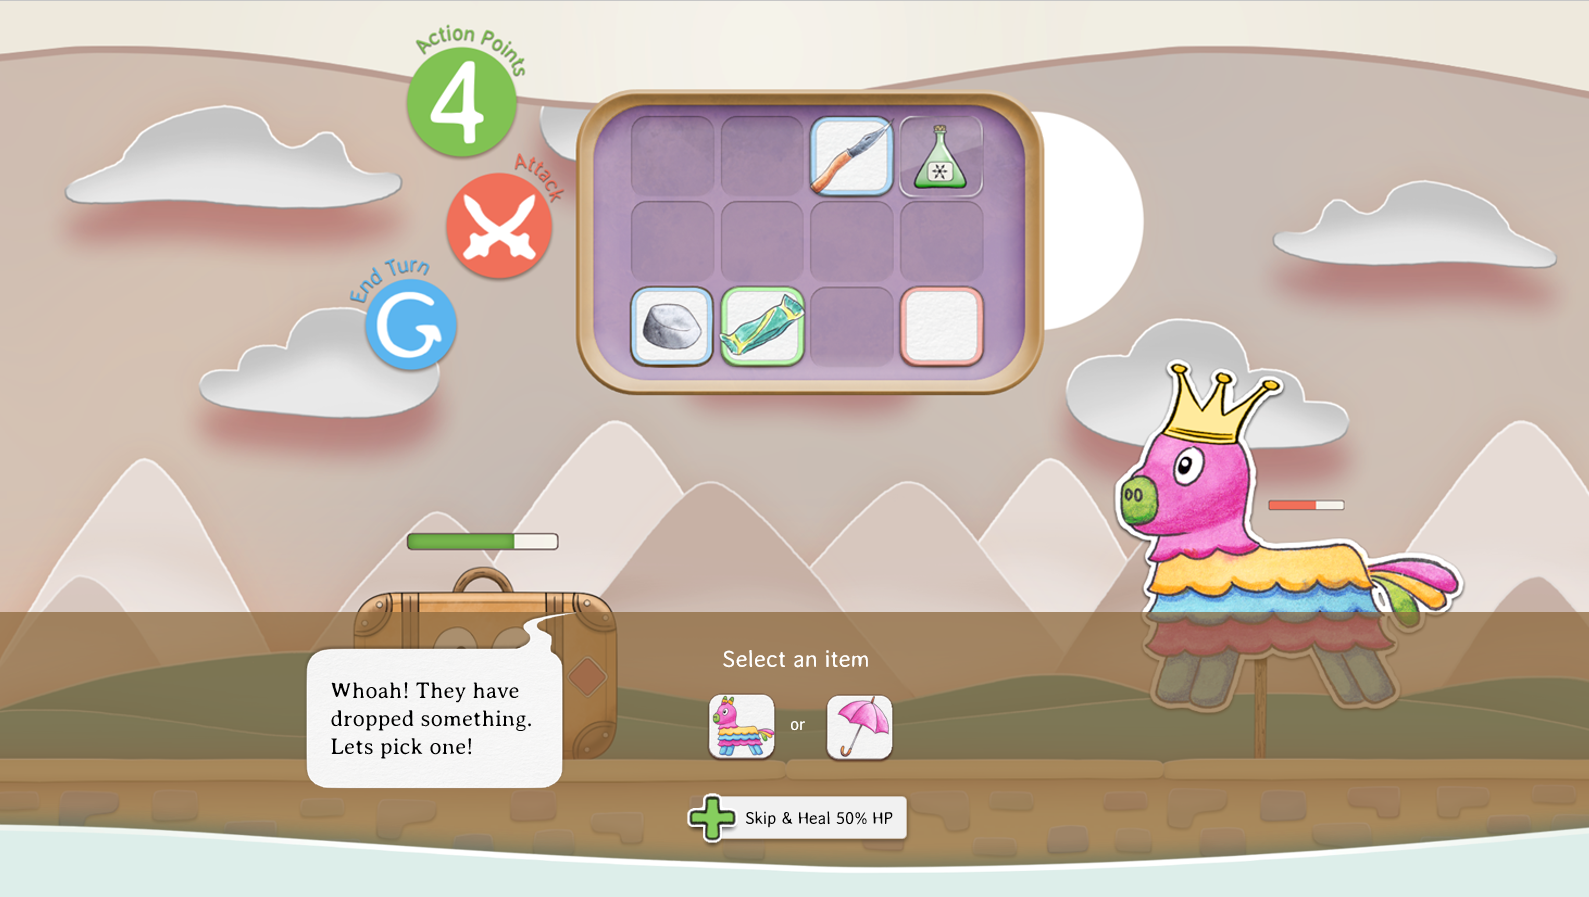 Action Points
4
Attack
End Turn
Whoah! They have
dropped something.
Lets pick one!
Select an item
or
Skip & Heal 50% HP